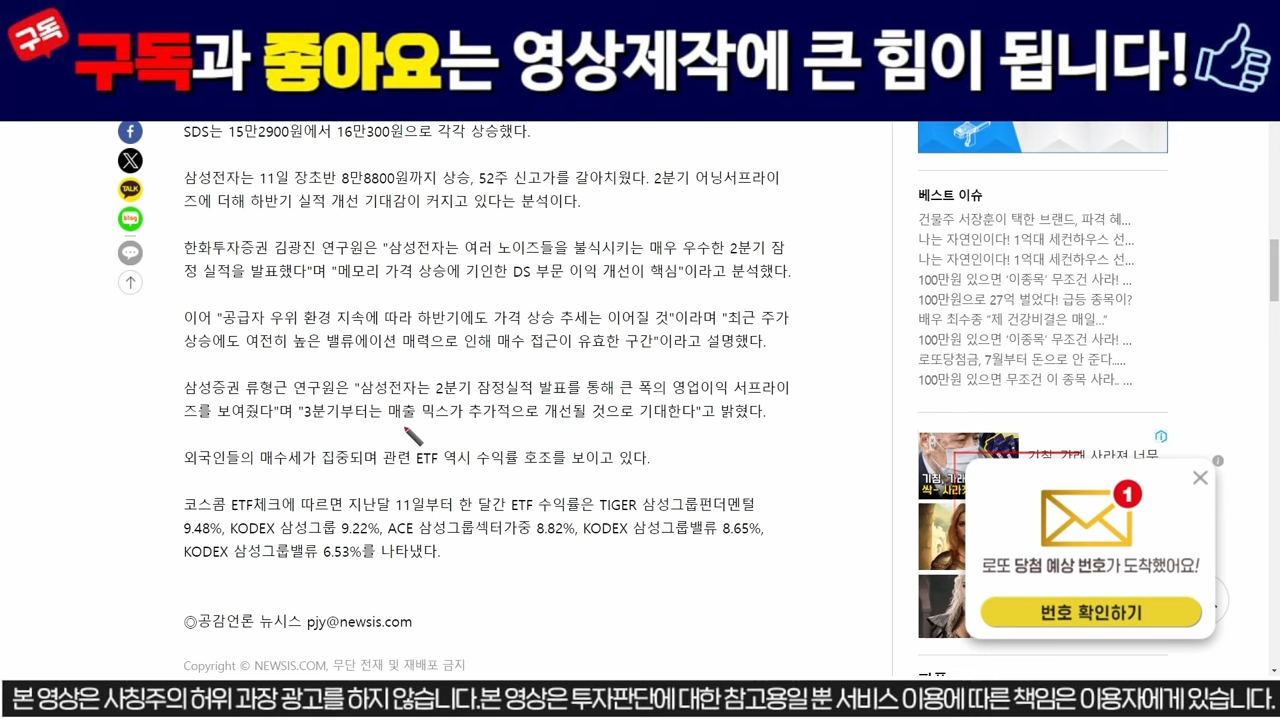 구독
구독과 좋아요는 영상제작에 큰 힘이 됩니다!
SDS는 15만2900원에서 16만300원으로 각각 상승했다.
삼성전자는 11일 장초반 8만8800원까지 상승, 52주 신고가를 갈아치웠다. 2분기 어닝서프라이
즈에 더해 하반기 실적 개선 기대감이 커지고 있다는 분석이다.
한화투자증권 김광진 연구원은 "삼성전자는 여러 노이즈들을 불식시키는 매우 우수한 2분기 잠
정 실적을 발표했다"며 "메모리 가격 상승에 기인한 DS 부문 이익 개선이 핵심"이라고 분석했다.
이어 "공급자 우위 환경 지속에 따라 하반기에도 가격 상승 추세는 이어질 것"이라며 "최근 주가
상승에도 여전히 높은 밸류에이션 매력으로 인해 매수 접근이 유효한 구간"이라고 설명했다.
삼성증권 류형근 연구원은 "삼성전자는 2분기 잠정실적 발표를 통해 큰 폭의 영업이익 서프라이
즈를 보여줬다"며 "3분기부터는 매출 믹스가 추가적으로 개선될 것으로 기대한다"고 밝혔다.
외국인들의 매수세가 집중되며 관련 ETF 역시 수익률 호조를 보이고 있다.
코스콤 ETF체크에 따르면 지난달 11일부터 한 달간 ETF 수익률은 TIGER 삼성그룹펀더멘털
9.48%, KODEX 삼성그룹 9.22%, ACE 삼성그룹섹터가중 8.82%, KODEX 삼성그룹밸류 8.65%,
KODEX 삼성그룹밸류 6.53%를 나타냈다.
◎공감언론 뉴시스 pjy@newsis.com
Copyright © NEWSIS.COM, 무단 전재 및 재배포 금지
TALK
blog
베스트 이슈
건물주 서장훈이 택한 브랜드, 파격 혜...
나는 자연인이다! 1억대 세컨하우스 선...
나는 자연인이다! 1억대 세컨하우스 선...
100만원 있으면 '이종목' 무조건 사라! ...
100만원으로 27억 벌었다! 급등 종목이?
배우 최수종 “제 건강비결은 매일...”
100만원 있으면 '이종목' 무조건 사라! ...
로또당첨금, 7월부터 돈으로 안 준다.....
100만원 있으면 무조건 이 종목 사라.. ...
기침, 가래 사라져 너무
1
로또 당첨 예상 번호가 도착했어요!
번호 확인하기
본 영상은 사칭주의 허위 과장 광고를 하지 않습니다.본 영상은 투자판단에 대한 참고용일 뿐 서비스 이용에 따른 책임은 이용자에게 있습니다.